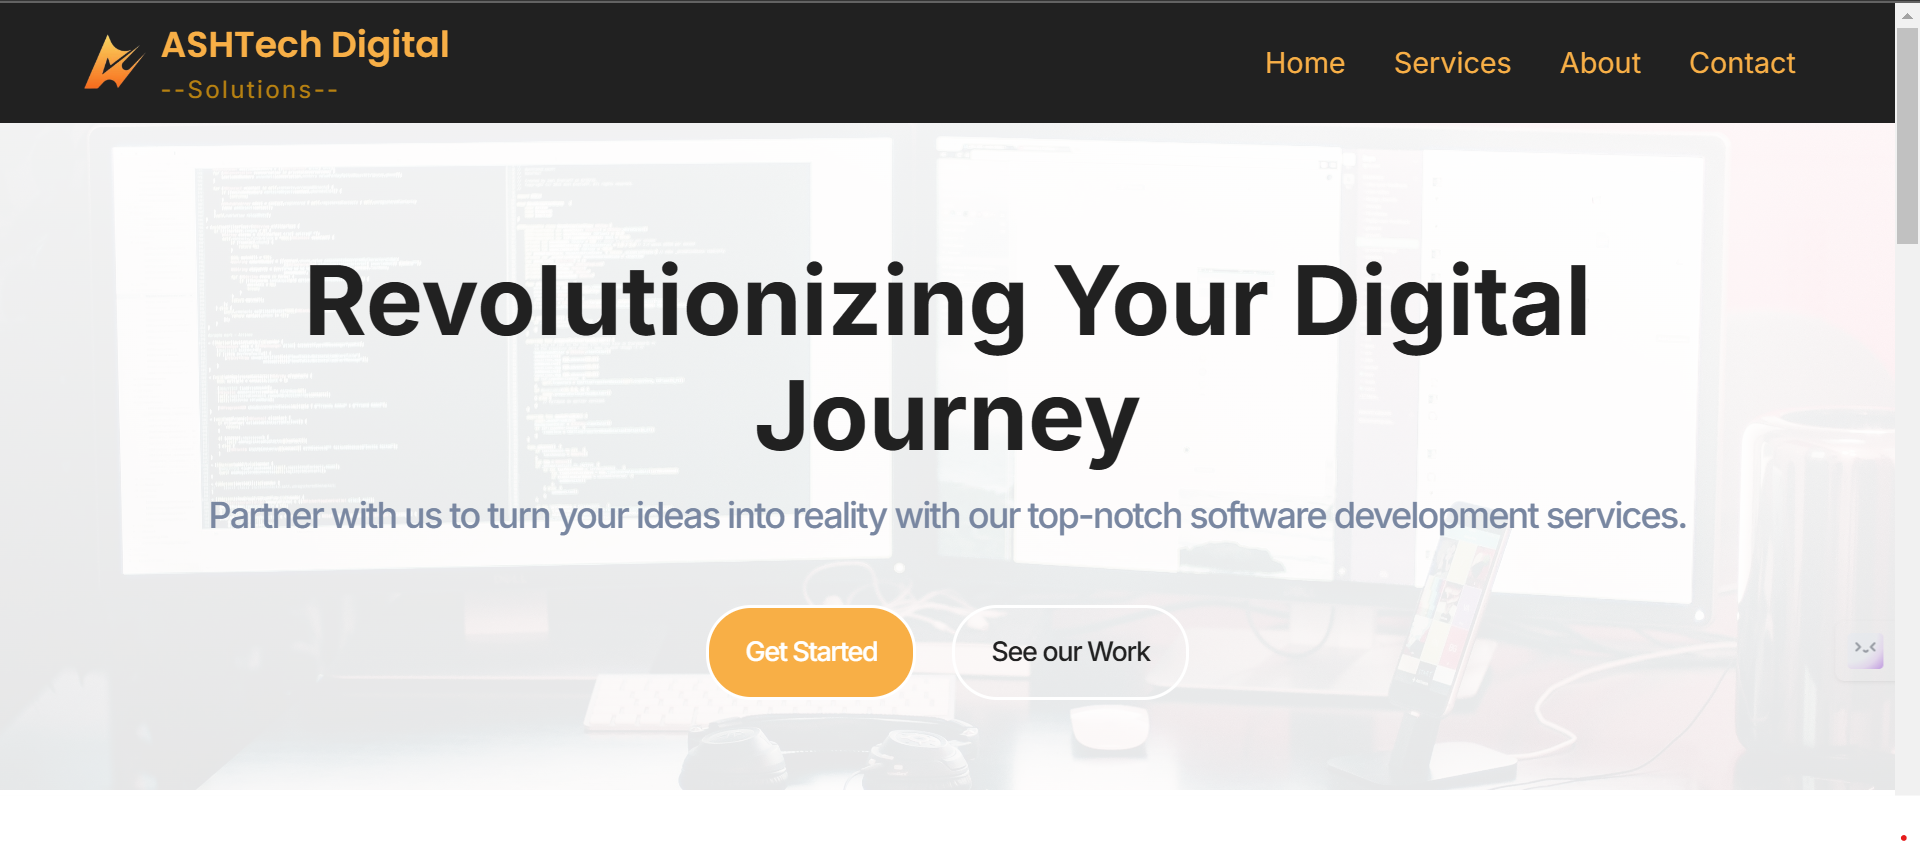 ASHTech Digital
--Solutions--
Home Services About Contact
Revolutionizing Your Digital
Journey
Partner with us to turn your ideas into reality with our top-notch software development services.
Get Started See our Work